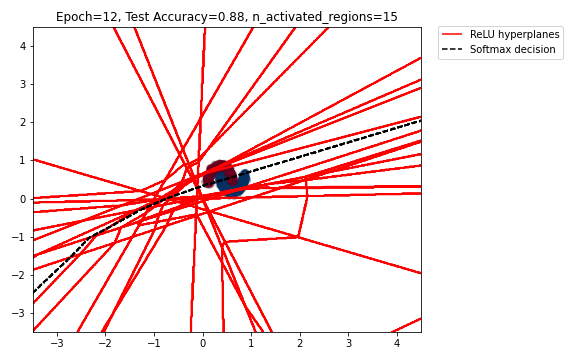 Epoch=12, Test Accuracy=0.88, n_activated_regions=15
ReLU hyperplanes
Softmax decision
4
3
2
1
0
−1
−2
−3
−3 −2 −1 0 1 2 3 4